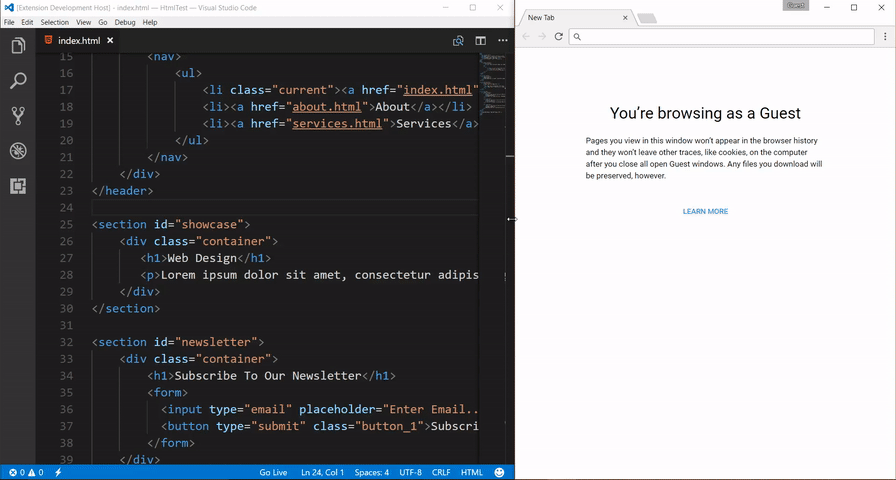 [Extension Development Host] - index.html — HtmlTest — Visual Studio Code
File Edit Selection View Go Debug Help
index.html
15 <nav>
16 <ul>
17 <li class="current"><a href="index.html"
18 <li><a href="about.html">About</a></li>
19 <li><a href="services.html">Services</a>
20 </ul>
21 </nav>
22 </div>
23 </header>
24
25 <section id="showcase">
26 <div class="container">
27 <h1>Web Design</h1>
28 <p>Lorem ipsum dolor sit amet, consectetur adipis
29 </div>
30 </section>
31
32 <section id="newsletter">
33 <div class="container">
34 <h1>Subscribe To Our Newsletter</h1>
35 <form>
36 <input type="email" placeholder="Enter Email..
37 <button type="submit" class="button_1">Subscri
38 </form>
39 </div>
0 0 Go Live Ln 24, Col 1 Spaces: 4 UTF-8 CRLF HTML
Guest
New Tab
You're browsing as a Guest
Pages you view in this window won't appear in the browser history
and they won't leave other traces, like cookies, on the computer
after you close all open Guest windows. Any files you download will
be preserved, however.
LEARN MORE